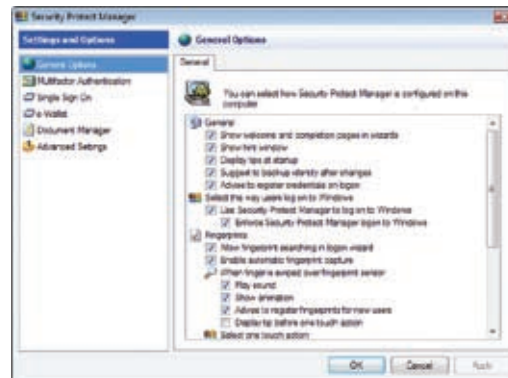 Security Protect Manager
Settings and Options
General Options
Multifactor Authentication
Single Sign On
e-Wallet
Document Manager
Advanced Settings
General Options
General
You can select how Security Protect Manager is configured on this
computer
General
Show welcome and completion pages in wizards
Show hint window
Display tips at startup
Suggest to backup identity after changes
Advise to register credentials on logon
Select the way users log on to Windows
Use Security Protect Manager to log on to Windows
Enforce Security Protect Manager logon to Windows
Fingerprints
Allow fingerprint searching in logon wizard
Enable automatic fingerprint capture
When finger is swiped over fingerprint sensor
Play sound
Show animation
Advise to register fingerprints for new users
Display tip before one touch action
Select one touch action
OK
Cancel
Apply